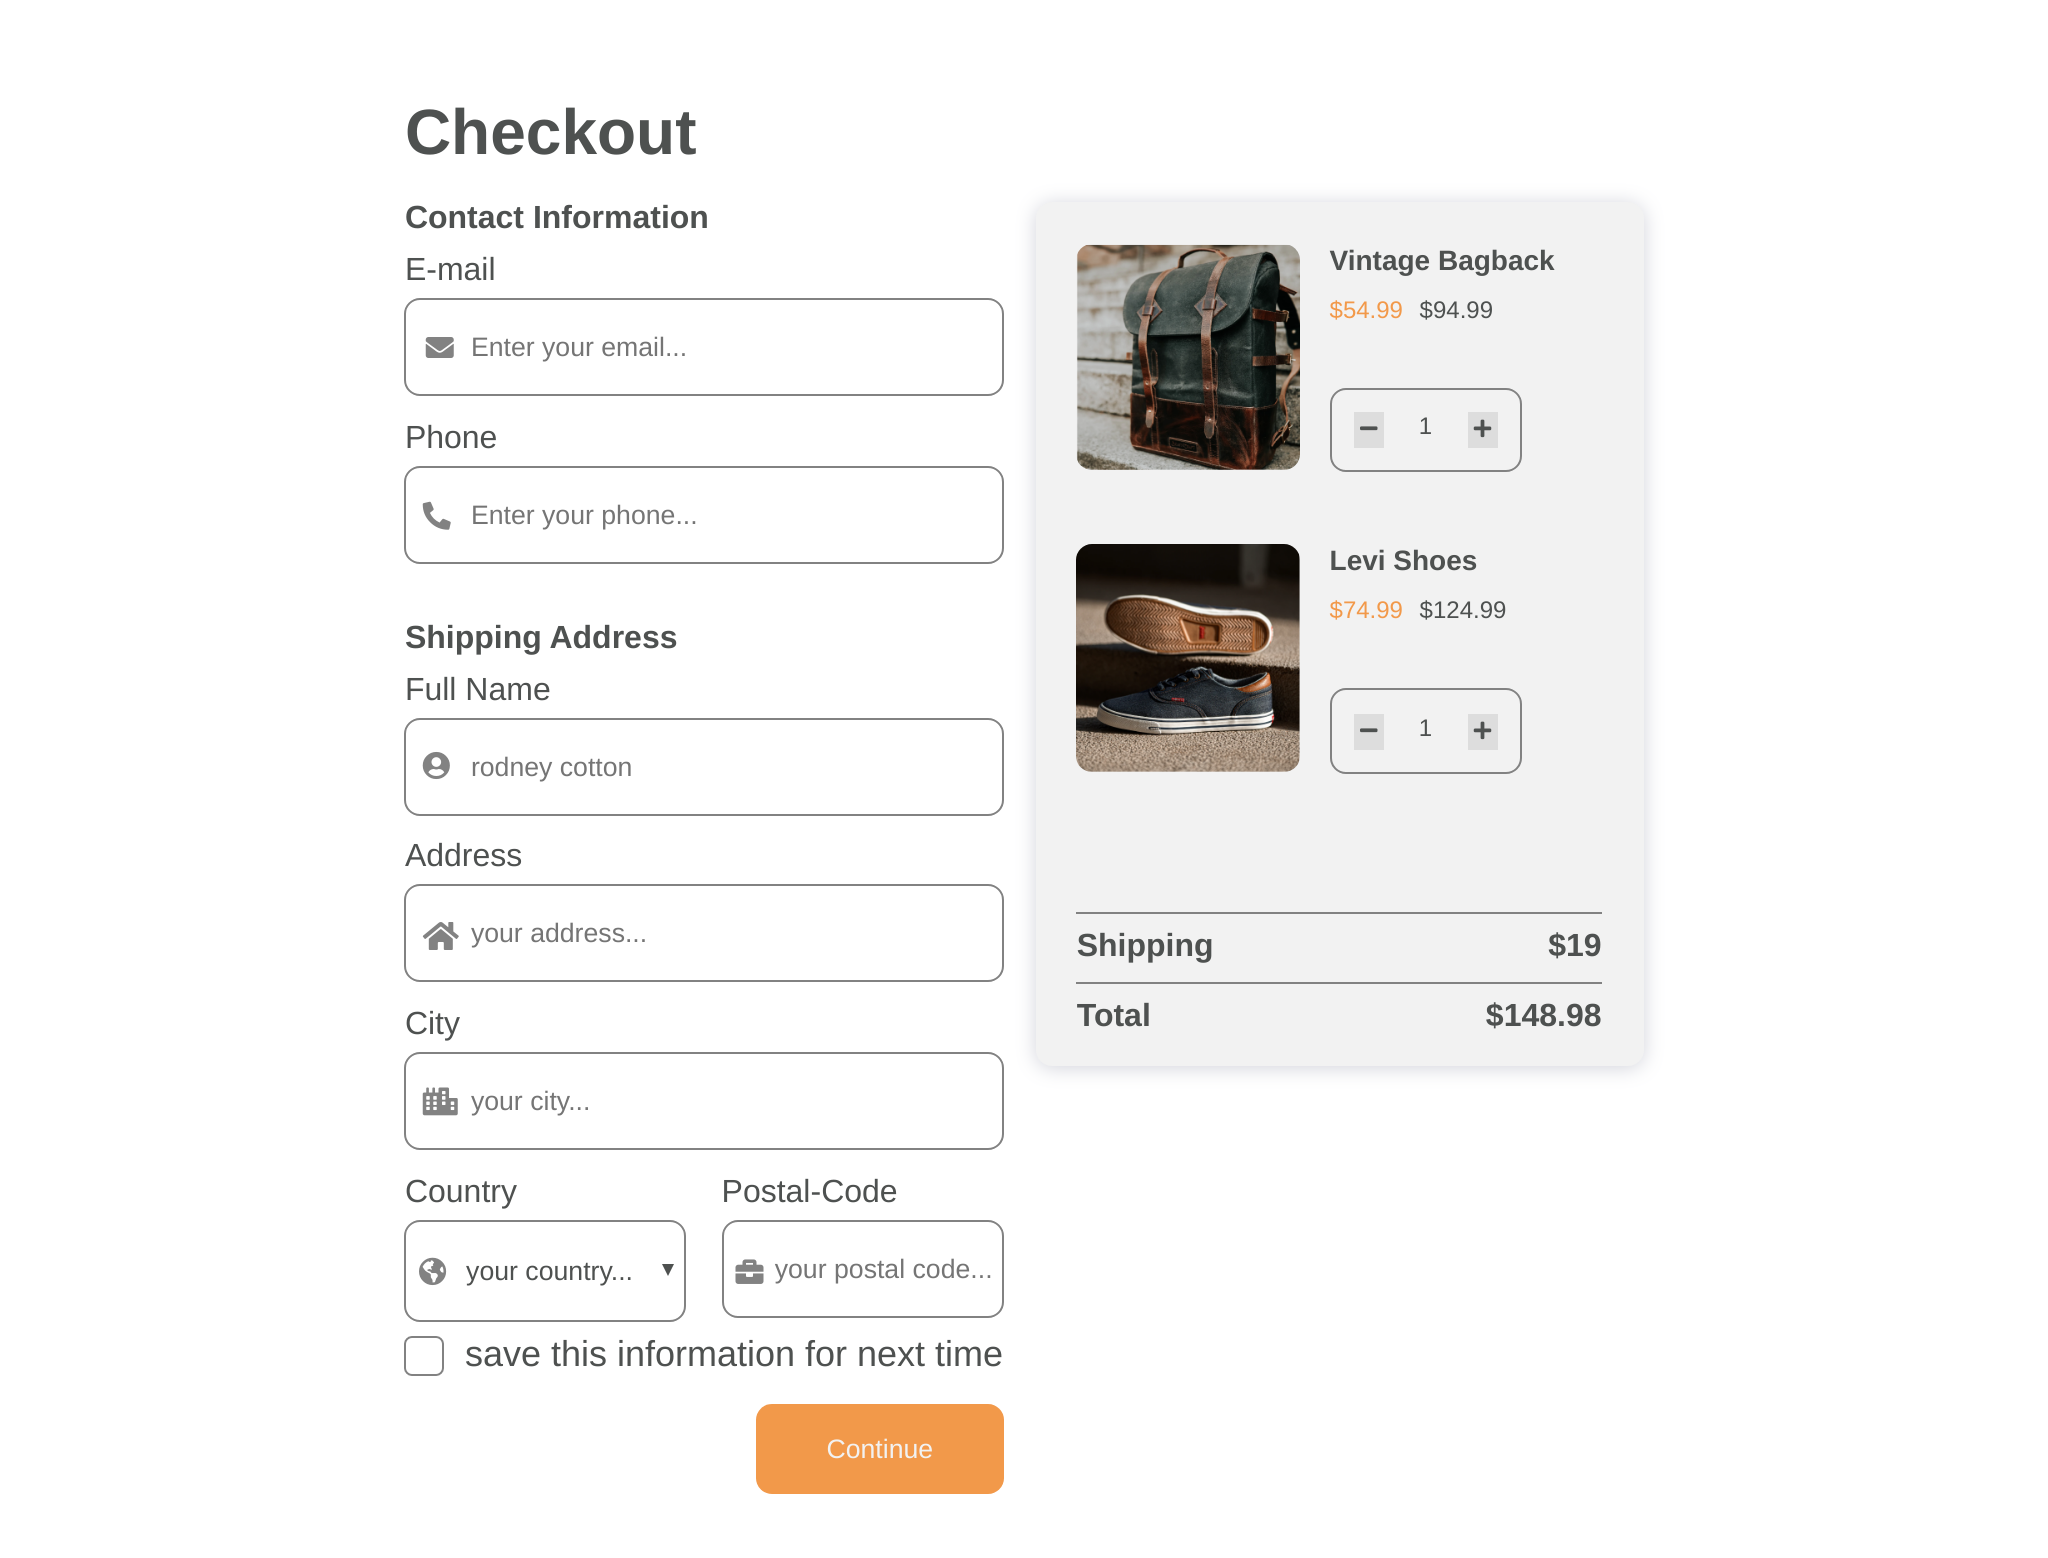 Checkout
Contact Information
E-mail
Enter your email...
Phone
Enter your phone...
Shipping Address
Full Name
rodney cotton
Address
your address...
City
your city...
Country
your country...
Postal-Code
your postal code...
save this information for next time
Continue
Vintage Bagback
$54.99 $94.99
1
Levi Shoes
$74.99 $124.99
1
Shipping $19
Total $148.98